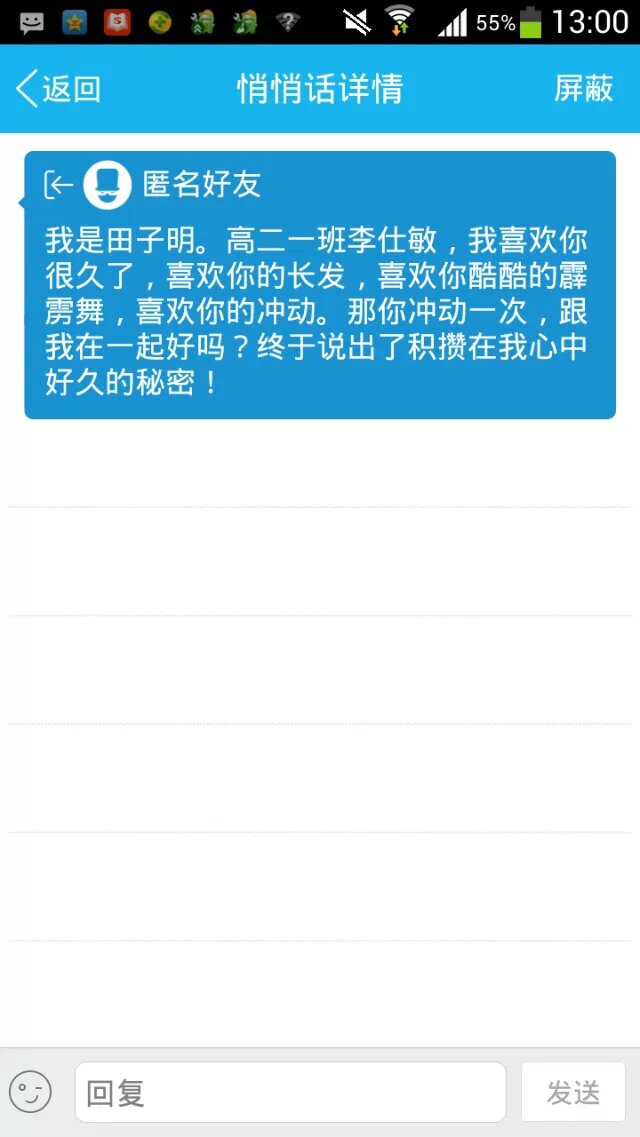 55% 13:00
返回 悄悄话详情 屏蔽
匿名好友
我是田子明。高二一班李仕敏，我喜欢你
很久了，喜欢你的长发，喜欢你酷酷的霹
雳舞，喜欢你的冲动。那你冲动一次，跟
我在一起好吗？终于说出了积攒在我心中
好久的秘密！
回复 发送